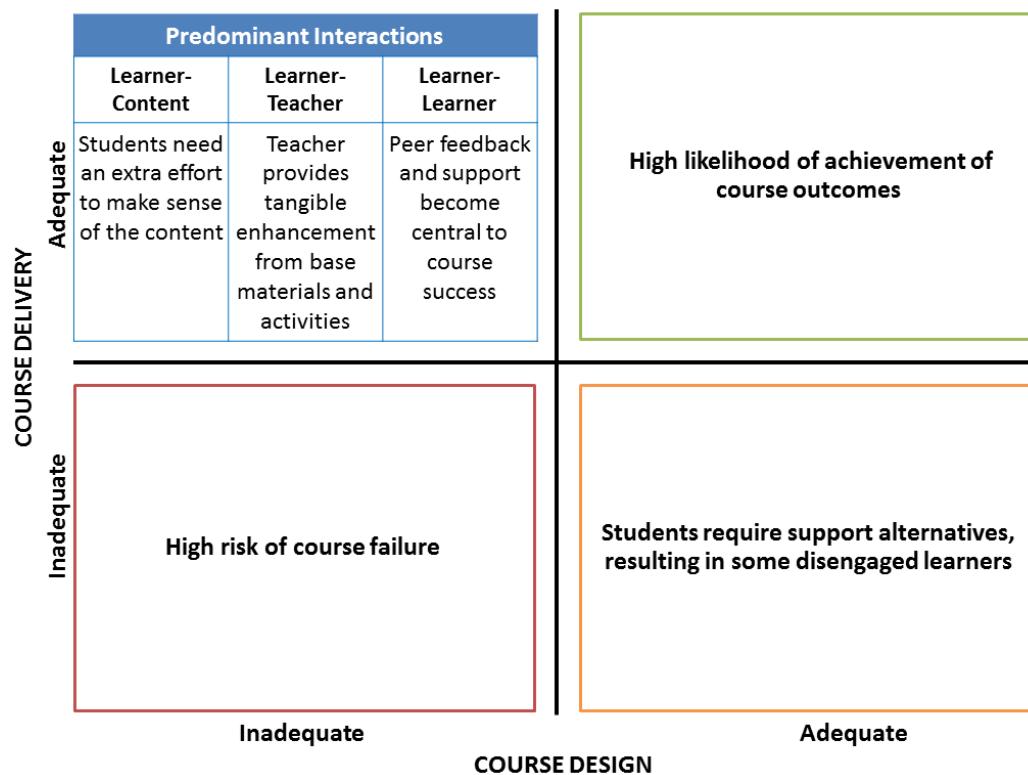 Predominant Interactions
Learner-
Content
Learner-
Teacher
Learner-
Learner
Students need
an extra effort
to make sense
of the content
Teacher
provides
tangible
enhancement
from base
materials and
activities
Peer feedback
and support
become
central to
course
success
High likelihood of achievement of
course outcomes
COURSE DELIVERY
Adequate
Inadequate
High risk of course failure
Students require support alternatives,
resulting in some disengaged learners
Inadequate
Adequate
COURSE DESIGN